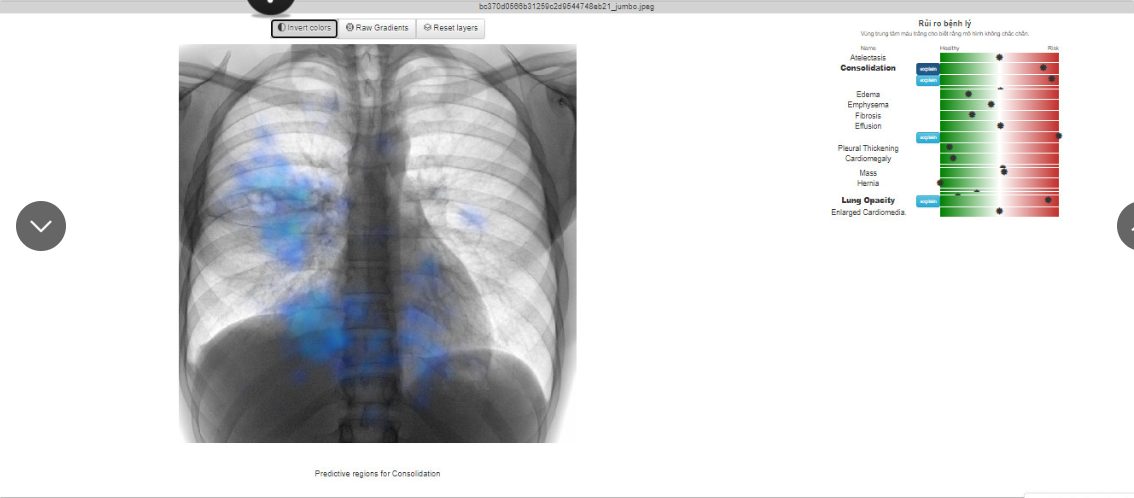 bc370d0566b31259c2d9544748eb21_jumbo.jpeg
Invert colors
Raw Gradients
Reset layers
Rủi ro bệnh lý
Vùng trung tâm màu trắng cho biết rằng mô hình không chắc chắn.
Name Healthy Risk
Atelectasis
Consolidation explain
explain
Edema
Emphysema
Fibrosis
Effusion
explain
Pleural Thickening
Cardiomegaly
Mass
Hernia
Lung Opacity explain
Enlarged Cardiomedia.
Predictive regions for Consolidation